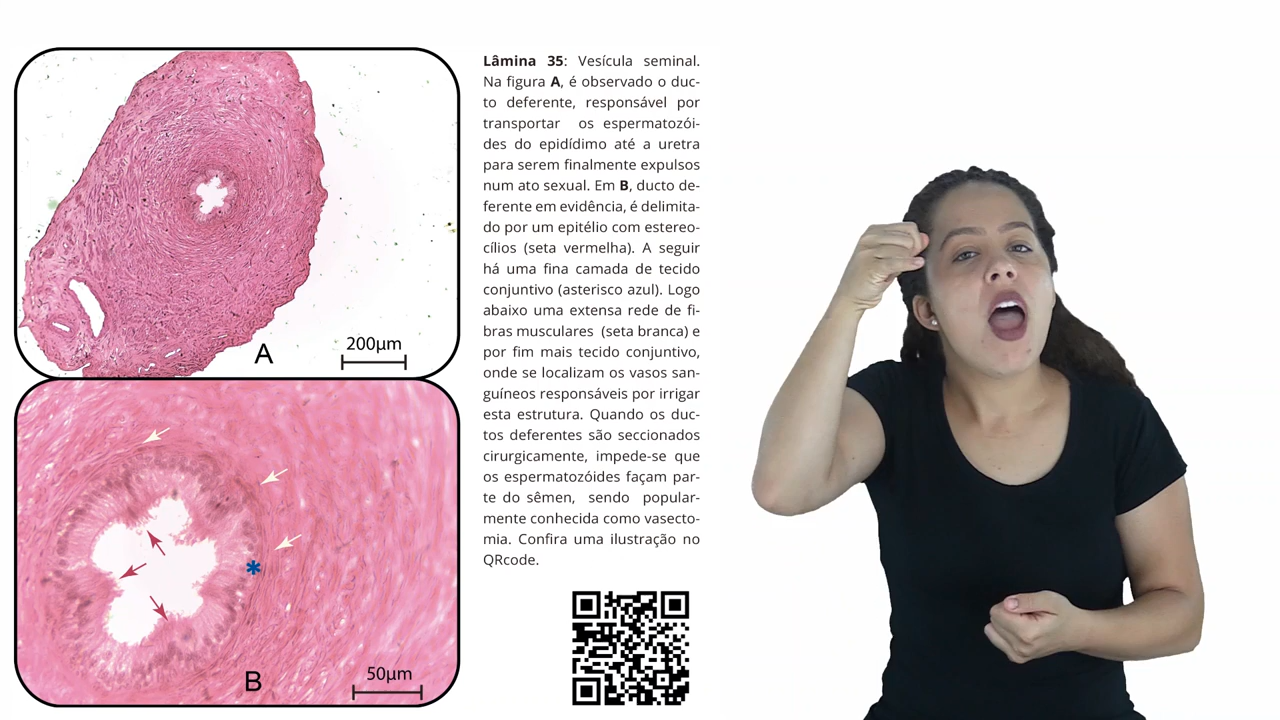 200µm
A
50µm
B
*
Lâmina 35: Vesícula seminal.
Na figura A, é observado o duc-
to deferente, responsável por
transportar os espermatozói-
des do epidídimo até a uretra
para serem finalmente expulsos
num ato sexual. Em B, ducto de-
ferente em evidência, é delimita-
do por um epitélio com estereo-
cílios (seta vermelha). A seguir
há uma fina camada de tecido
conjuntivo (asterisco azul). Logo
abaixo uma extensa rede de fi-
bras musculares (seta branca) e
por fim mais tecido conjuntivo,
onde se localizam os vasos san-
guíneos responsáveis por irrigar
esta estrutura. Quando os duc-
tos deferentes são seccionados
cirurgicamente, impede-se que
os espermatozóides façam par-
te do sêmen, sendo popular-
mente conhecida como vasecto-
mia. Confira uma ilustração no
QRcode.